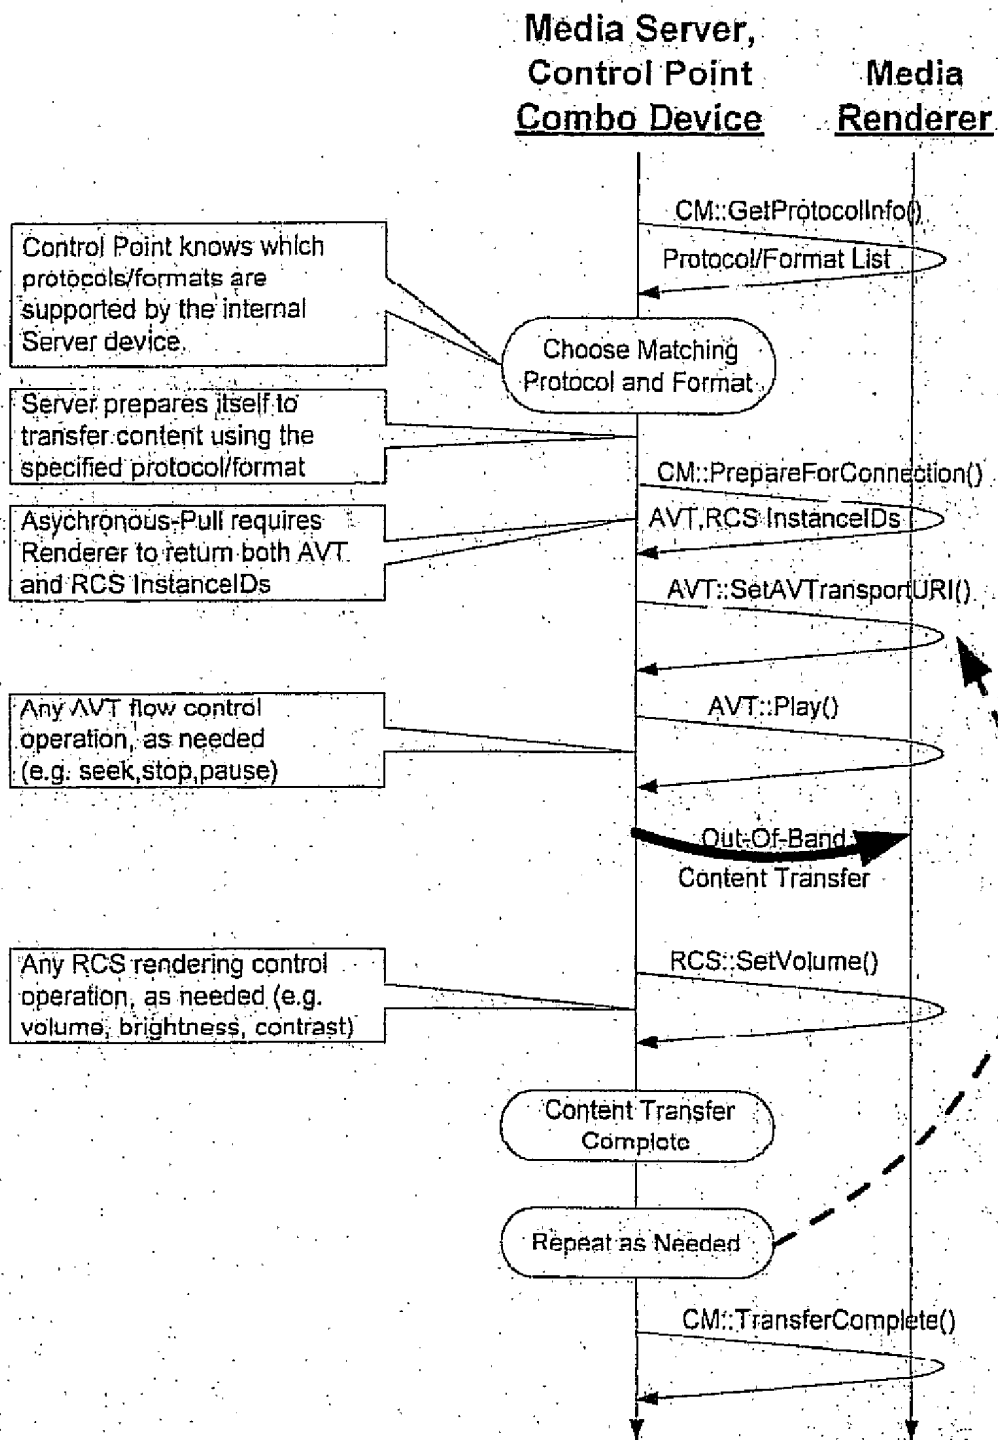 Media Server,
Control Point
Combo Device
Media
Renderer
CM::GetProtocolInfo()
Protocol/Format List
Control Point knows which
protocols/formats are
supported by the internal
Server device.
Choose Matching
Protocol and Format
Server prepares itself to
transfer content using the
specified protocol/format
CM::PrepareForConnection()
AVT,RCS InstanceIDs
Asychronous-Pull requires
Renderer to return both AVT
and RCS InstanceIDs
AVT::SetAVTransportURI()
AVT::Play()
Any AVT flow control
operation, as needed
(e.g. seek,stop,pause)
Out-Of-Band
Content Transfer
RCS::SetVolume()
Any RCS rendering control
operation, as needed (e.g.
volume, brightness, contrast)
Content Transfer
Complete
Repeat as Needed
CM::TransferComplete()